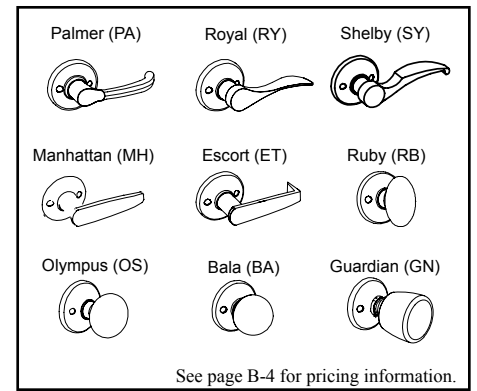 Palmer (PA) Royal (RY) Shelby (SY)
Manhattan (MH) Escort (ET) Ruby (RB)
Olympus (OS) Bala (BA) Guardian (GN)
See page B-4 for pricing information.